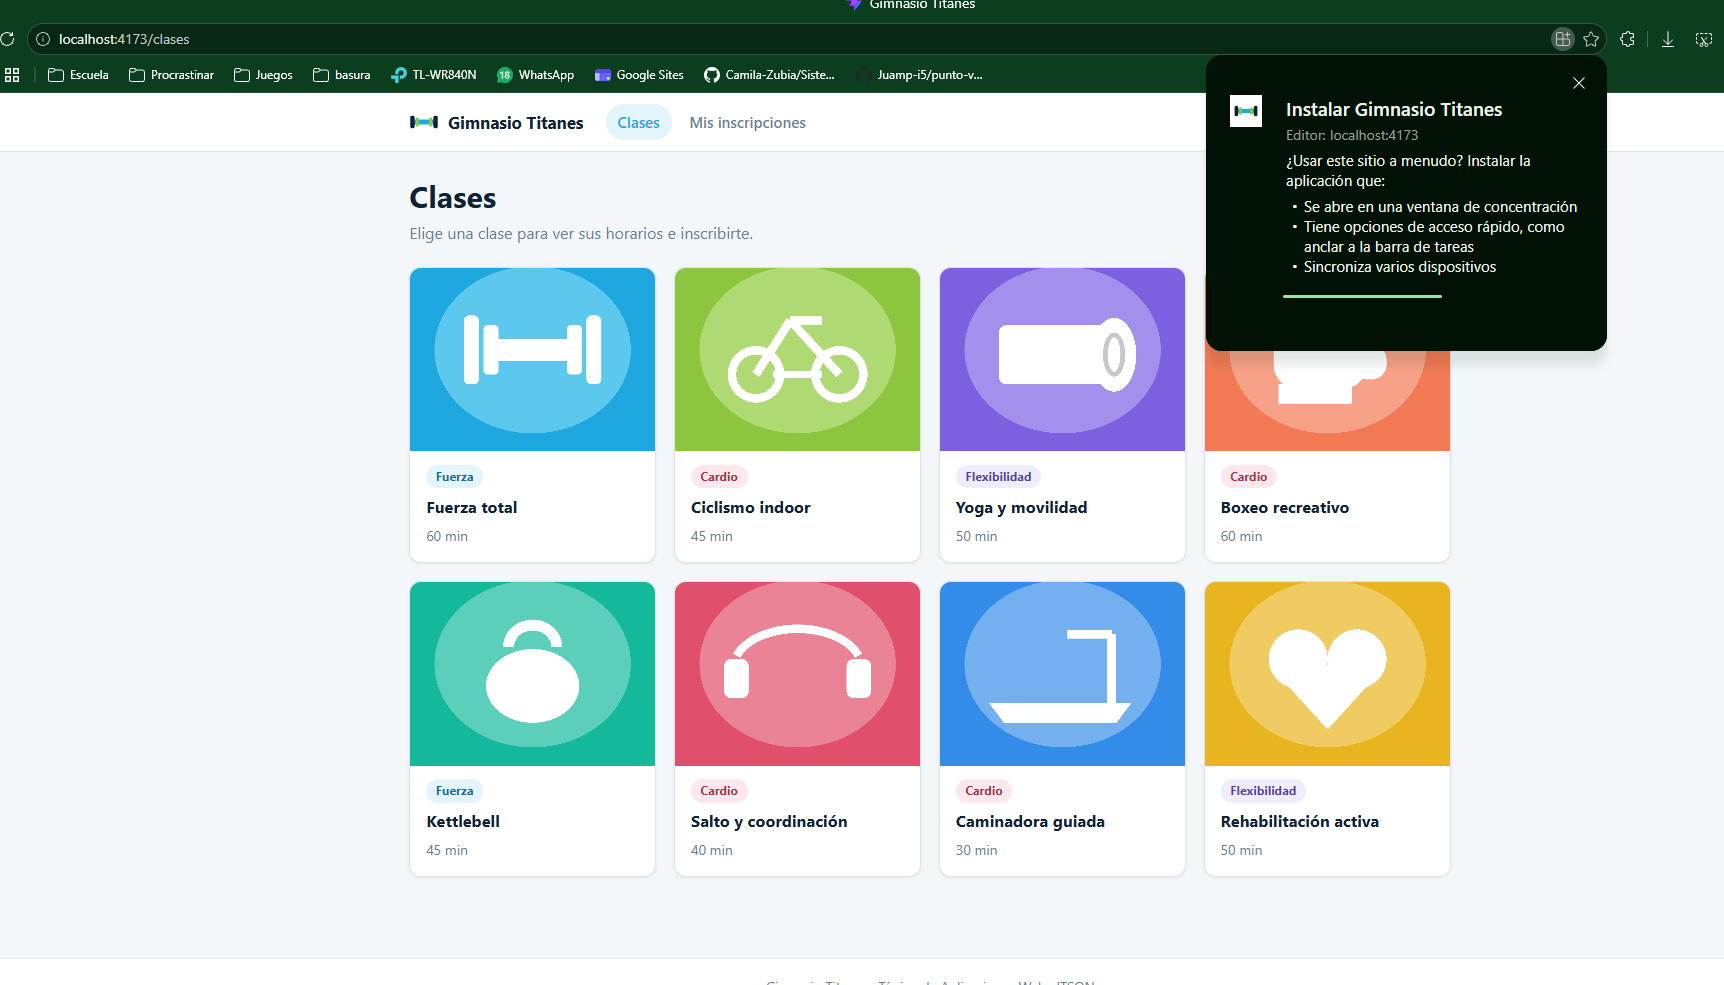 Gimnasio Titanes
localhost:4173/clases
Escuela
Procrastinar
Juegos
basura
TL-WR840N
18
WhatsApp
Google Sites
Camila-Zubia/Siste...
Juamp-i5/punto-v...
Gimnasio Titanes
Clases
Mis inscripciones
Instalar Gimnasio Titanes
Editor: localhost:4173
¿Usar este sitio a menudo? Instalar la
aplicación que:
• Se abre en una ventana de concentración
• Tiene opciones de acceso rápido, como
anclar a la barra de tareas
• Sincroniza varios dispositivos
Clases
Elige una clase para ver sus horarios e inscribirte.
Fuerza
Fuerza total
60 min
Cardio
Ciclismo indoor
45 min
Flexibilidad
Yoga y movilidad
50 min
Cardio
Boxeo recreativo
60 min
Fuerza
Kettlebell
45 min
Cardio
Salto y coordinación
40 min
Cardio
Caminadora guiada
30 min
Flexibilidad
Rehabilitación activa
50 min